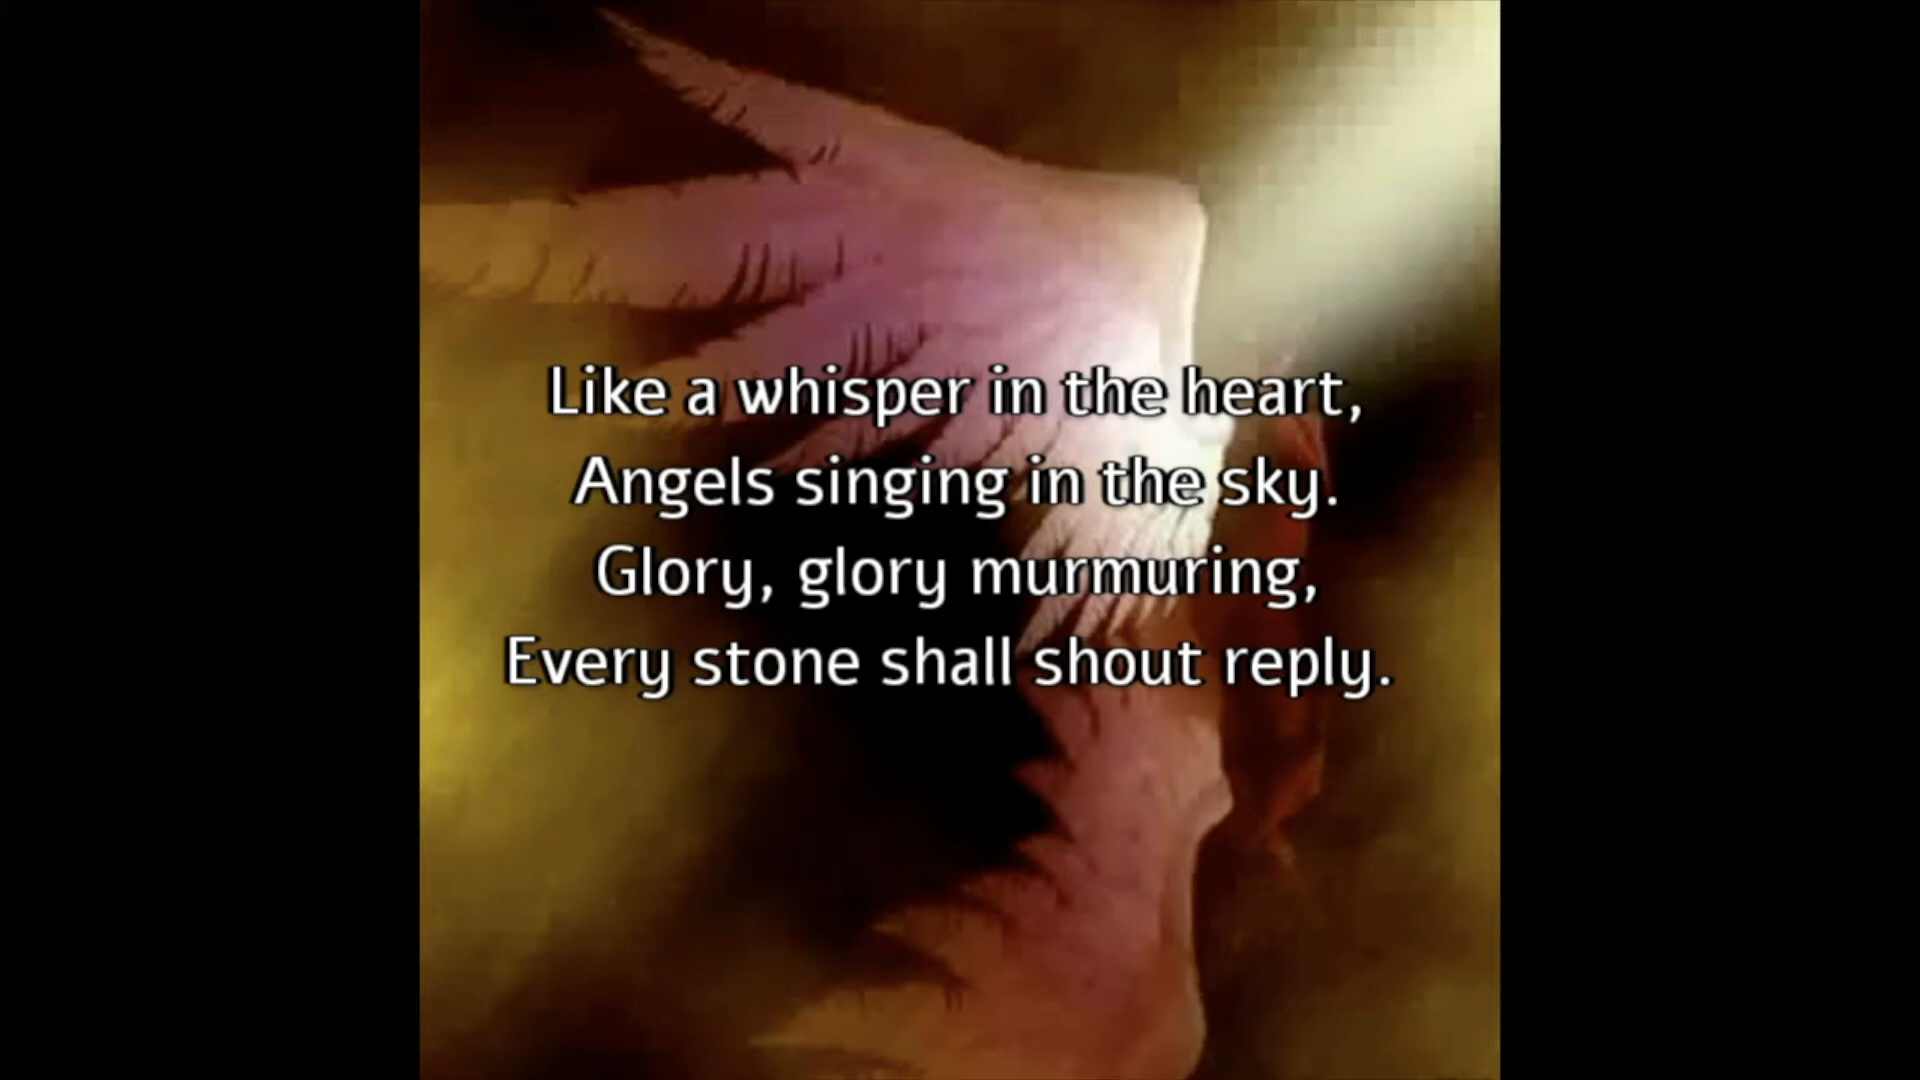 Like a whisper in the heart,
Angels singing in the sky.
Glory, glory murmuring,
Every stone shall shout reply.